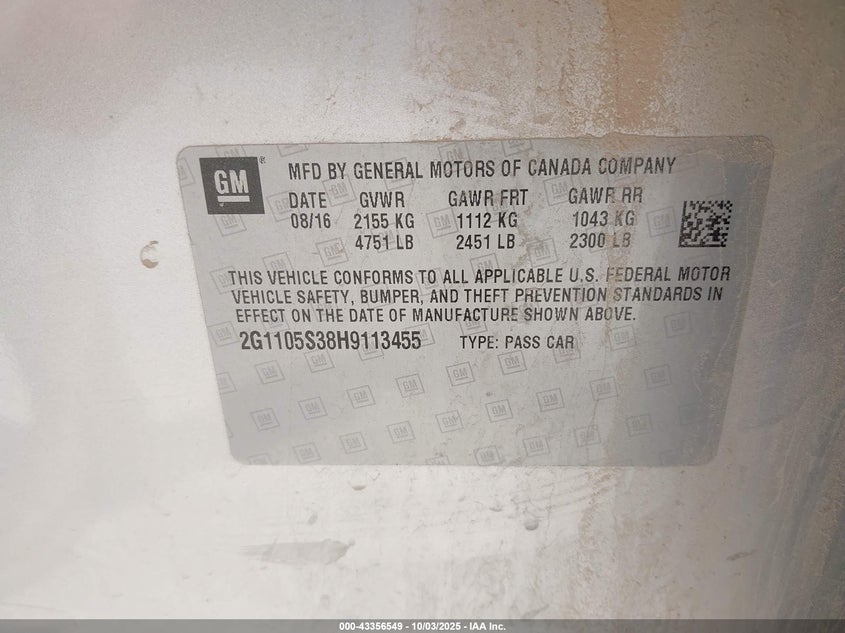 GM ® MFD BY GENERAL MOTORS OF CANADA COMPANY
DATE GVWR GAWR FRT GAWR RR
08/16 2155 KG 1112 KG 1043 KG
4751 LB 2451 LB 2300 LB
THIS VEHICLE CONFORMS TO ALL APPLICABLE U.S. FEDERAL MOTOR
VEHICLE SAFETY, BUMPER, AND THEFT PREVENTION STANDARDS IN
EFFECT ON THE DATE OF MANUFACTURE SHOWN ABOVE.
2G1105S38H9113455 TYPE: PASS CAR
000-43356549 - 10/03/2025 - IAA Inc.